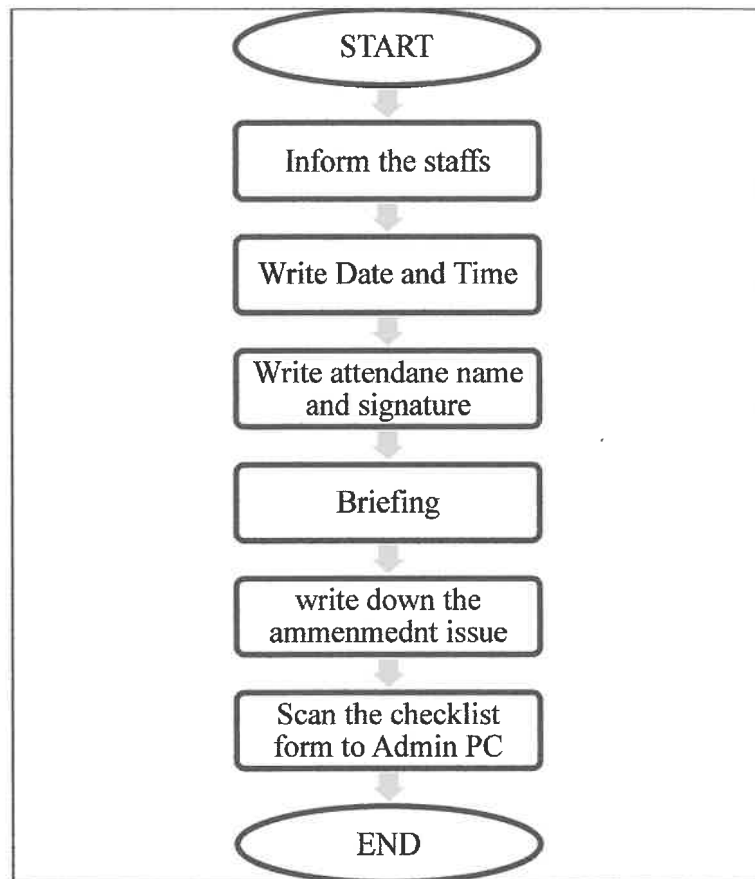 START
Inform the staffs
Write Date and Time
Write attendane name
and signature
Briefing
write down the
ammenmednt issue
Scan the checklist
form to Admin PC
END